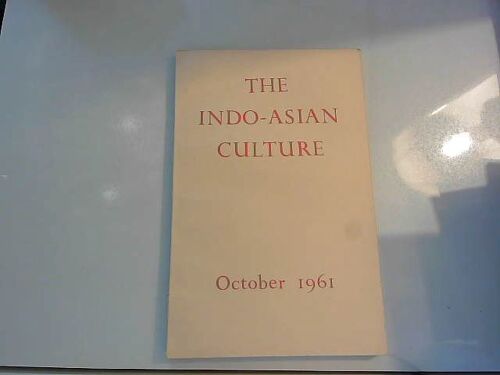 THE
INDO-ASIAN
CULTURE
October 1961